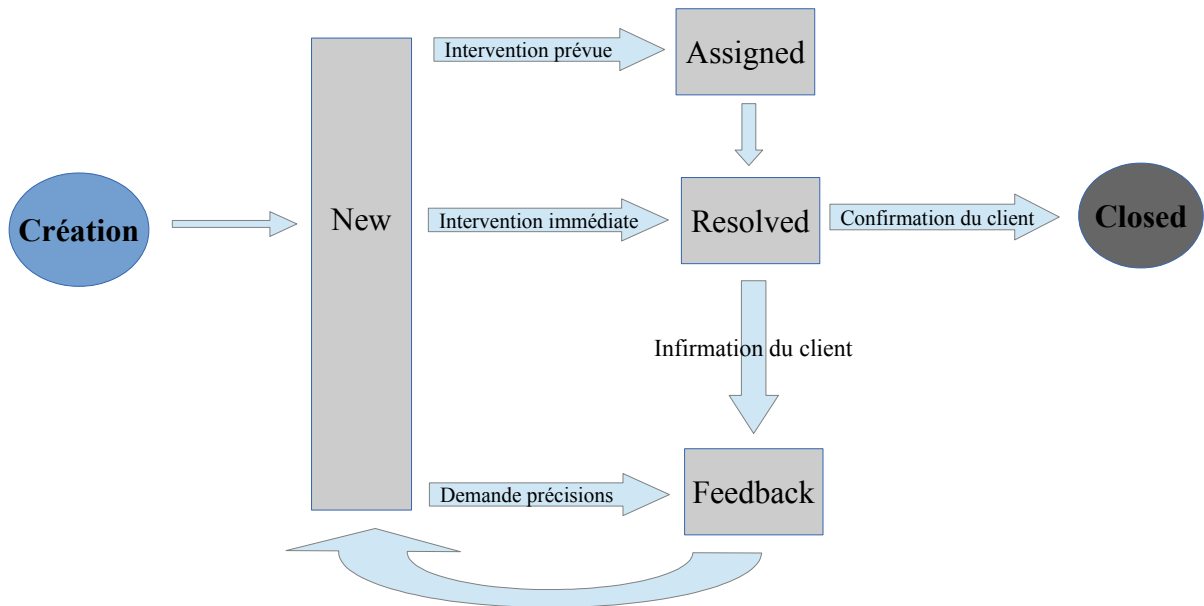 Intervention prévue
Assigned
Création
New
Intervention immédiate
Resolved
Confirmation du client
Closed
Infirmation du client
Demande précisions
Feedback